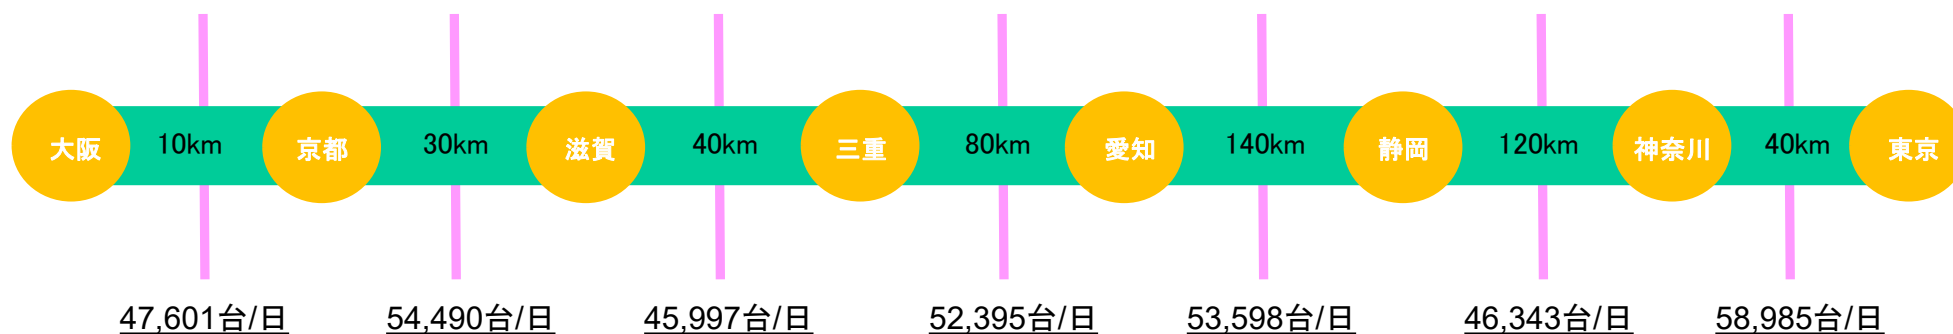 大阪 10km 京都 30km 滋賀 40km 三重 80km 愛知 140km 静岡 120km 神奈川 40km 東京
47,601台/日 54,490台/日 45,997台/日 52,395台/日 53,598台/日 46,343台/日 58,985台/日